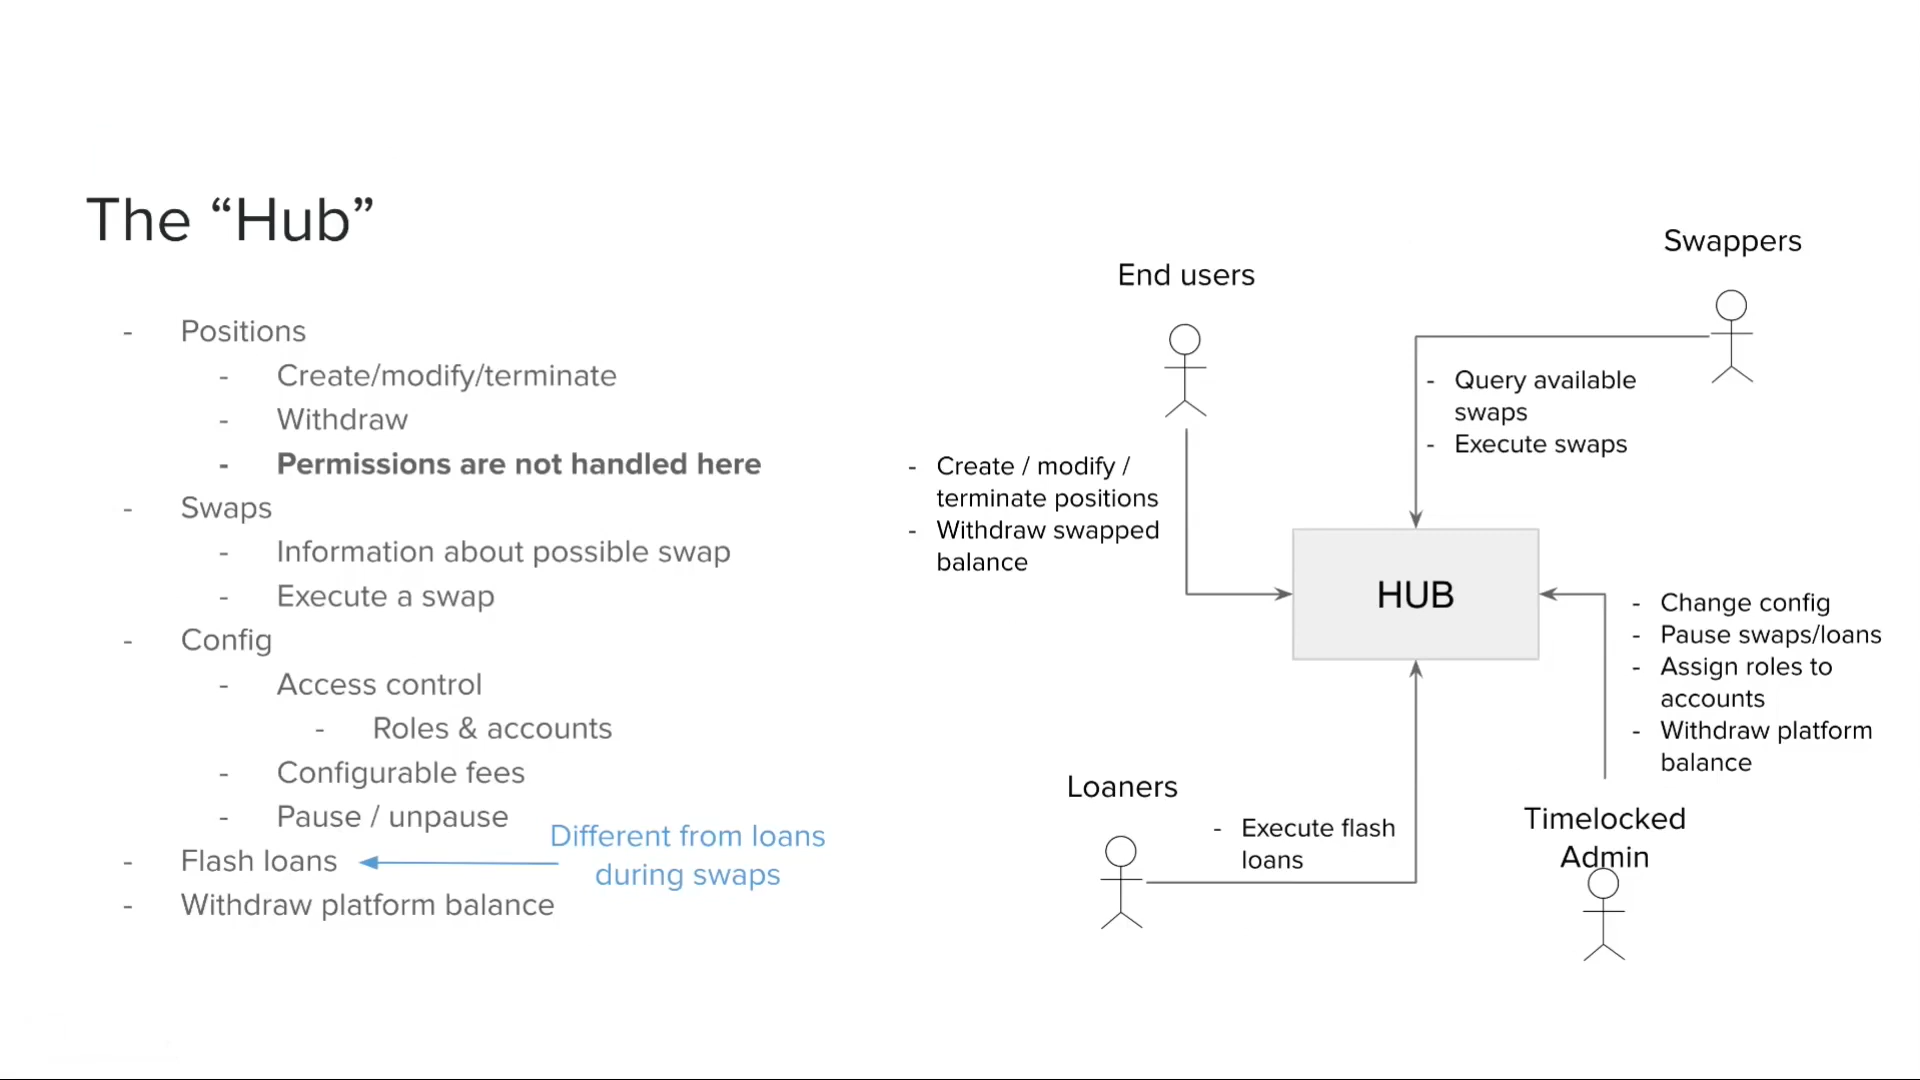 The “Hub”
- Positions
- Create/modify/terminate
- Withdraw
- Permissions are not handled here
- Swaps
- Information about possible swap
- Execute a swap
- Config
- Access control
- Roles & accounts
- Configurable fees
- Pause / unpause
- Flash loans
- Withdraw platform balance
Different from loans
during swaps
End users
- Create / modify /
terminate positions
- Withdraw swapped
balance
Swappers
- Query available
swaps
- Execute swaps
HUB
- Change config
- Pause swaps/loans
- Assign roles to
accounts
- Withdraw platform
balance
Loaners
- Execute flash
loans
Timelocked
Admin